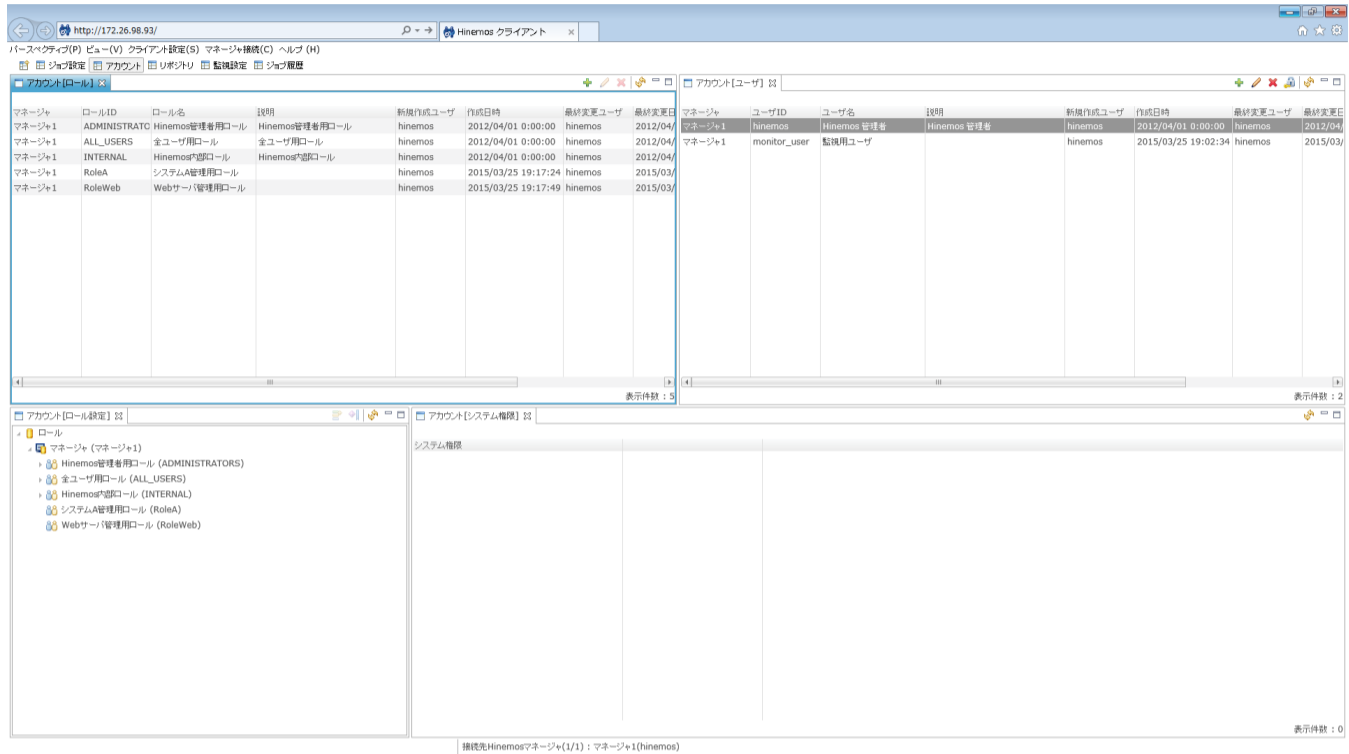 http://172.26.98.93/
Hinemos クライアント
パースペクティブ(P) ビュー(V) クライアント設定(S) マネージャ接続(C) ヘルプ (H)
ジョブ設定 アカウント リポジトリ 監視設定 ジョブ履歴
アカウント[ロール]
マネージャ ロールID ロール名 説明 新規作成ユーザ 作成日時 最終変更ユーザ 最終変更日
マネージャ1 ADMINISTRATO Hinemos管理者用ロール Hinemos管理者用ロール hinemos 2012/04/01 0:00:00 hinemos 2012/04/
マネージャ1 ALL_USERS 全ユーザ用ロール 全ユーザ用ロール hinemos 2012/04/01 0:00:00 hinemos 2012/04/
マネージャ1 INTERNAL Hinemos内部ロール Hinemos内部ロール hinemos 2012/04/01 0:00:00 hinemos 2012/04/
マネージャ1 RoleA システムA管理用ロール hinemos 2015/03/25 19:17:24 hinemos 2015/03/
マネージャ1 RoleWeb Webサーバ管理用ロール hinemos 2015/03/25 19:17:49 hinemos 2015/03/
表示件数 : 5
アカウント[ユーザ]
マネージャ ユーザID ユーザ名 説明 新規作成ユーザ 作成日時 最終変更ユーザ 最終変更日
マネージャ1 hinemos Hinemos 管理者 Hinemos 管理者 hinemos 2012/04/01 0:00:00 hinemos 2012/04/
マネージャ1 monitor_user 監視用ユーザ hinemos 2015/03/25 19:02:34 hinemos 2015/03/
表示件数 : 2
アカウント[ロール設定]
ロール
マネージャ (マネージャ1)
Hinemos管理者用ロール (ADMINISTRATORS)
全ユーザ用ロール (ALL_USERS)
Hinemos内部ロール (INTERNAL)
システムA管理用ロール (RoleA)
Webサーバ管理用ロール (RoleWeb)
アカウント[システム権限]
システム権限
表示件数 : 0
接続先Hinemosマネージャ(1/1) : マネージャ1(hinemos)